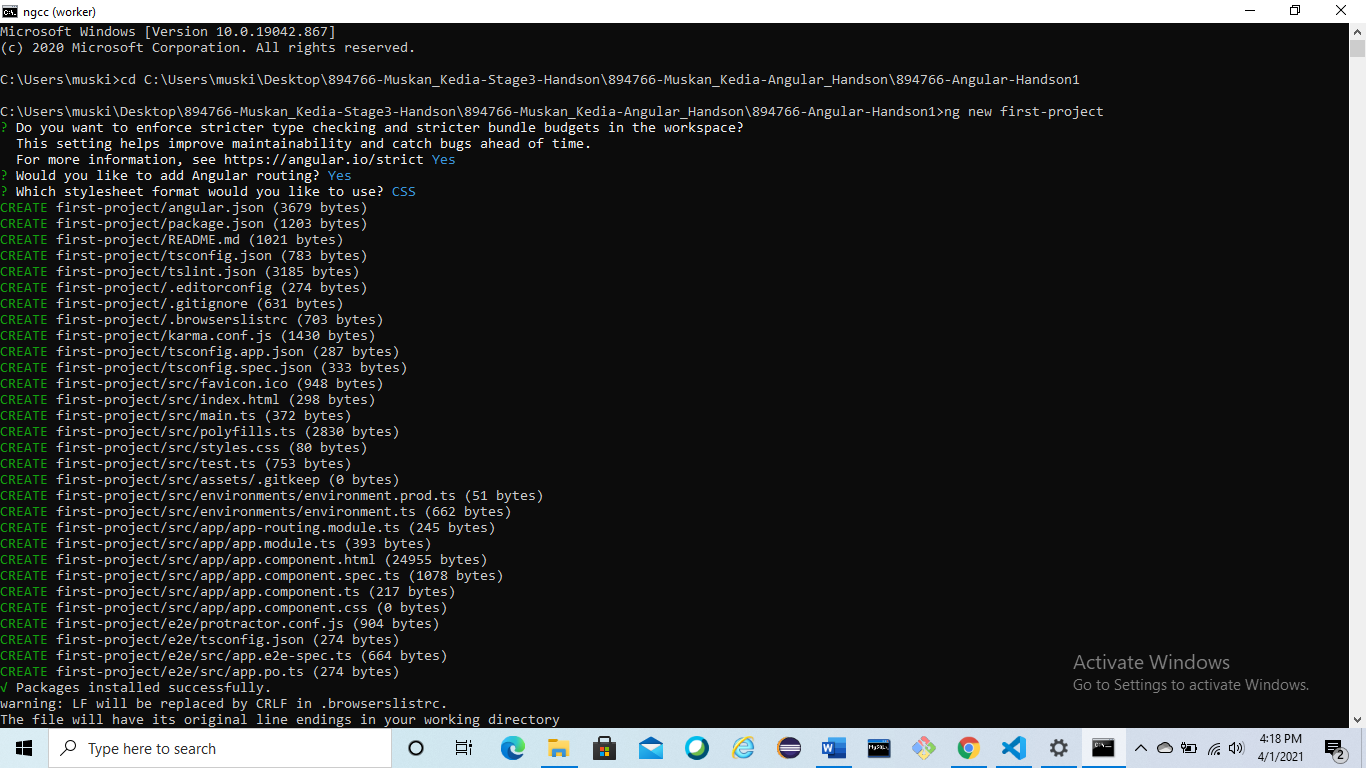 ngcc (worker)
Microsoft Windows [Version 10.0.19042.867]
(c) 2020 Microsoft Corporation. All rights reserved.
C:\Users\muski>cd C:\Users\muski\Desktop\894766-Muskan_Kedia-Stage3-Handson\894766-Muskan_Kedia-Angular_Handson\894766-Angular-Handson1
C:\Users\muski\Desktop\894766-Muskan_Kedia-Stage3-Handson\894766-Muskan_Kedia-Angular_Handson\894766-Angular-Handson1>ng new first-project
? Do you want to enforce stricter type checking and stricter bundle budgets in the workspace?
This setting helps improve maintainability and catch bugs ahead of time.
For more information, see https://angular.io/strict Yes
? Would you like to add Angular routing? Yes
? Which stylesheet format would you like to use? CSS
CREATE first-project/angular.json (3679 bytes)
CREATE first-project/package.json (1203 bytes)
CREATE first-project/README.md (1021 bytes)
CREATE first-project/tsconfig.json (783 bytes)
CREATE first-project/tslint.json (3185 bytes)
CREATE first-project/.editorconfig (274 bytes)
CREATE first-project/.gitignore (631 bytes)
CREATE first-project/.browserslistrc (703 bytes)
CREATE first-project/karma.conf.js (1430 bytes)
CREATE first-project/tsconfig.app.json (287 bytes)
CREATE first-project/tsconfig.spec.json (333 bytes)
CREATE first-project/src/favicon.ico (948 bytes)
CREATE first-project/src/index.html (298 bytes)
CREATE first-project/src/main.ts (372 bytes)
CREATE first-project/src/polyfills.ts (2830 bytes)
CREATE first-project/src/styles.css (80 bytes)
CREATE first-project/src/test.ts (753 bytes)
CREATE first-project/src/assets/.gitkeep (0 bytes)
CREATE first-project/src/environments/environment.prod.ts (51 bytes)
CREATE first-project/src/environments/environment.ts (662 bytes)
CREATE first-project/src/app/app-routing.module.ts (245 bytes)
CREATE first-project/src/app/app.module.ts (393 bytes)
CREATE first-project/src/app/app.component.html (24955 bytes)
CREATE first-project/src/app/app.component.spec.ts (1078 bytes)
CREATE first-project/src/app/app.component.ts (217 bytes)
CREATE first-project/src/app/app.component.css (0 bytes)
CREATE first-project/e2e/protractor.conf.js (904 bytes)
CREATE first-project/e2e/tsconfig.json (274 bytes)
CREATE first-project/e2e/src/app.e2e-spec.ts (664 bytes)
CREATE first-project/e2e/src/app.po.ts (274 bytes)
√ Packages installed successfully.
warning: LF will be replaced by CRLF in .browserslistrc.
The file will have its original line endings in your working directory
Activate Windows
Go to Settings to activate Windows.
Type here to search
4:18 PM
4/1/2021
2